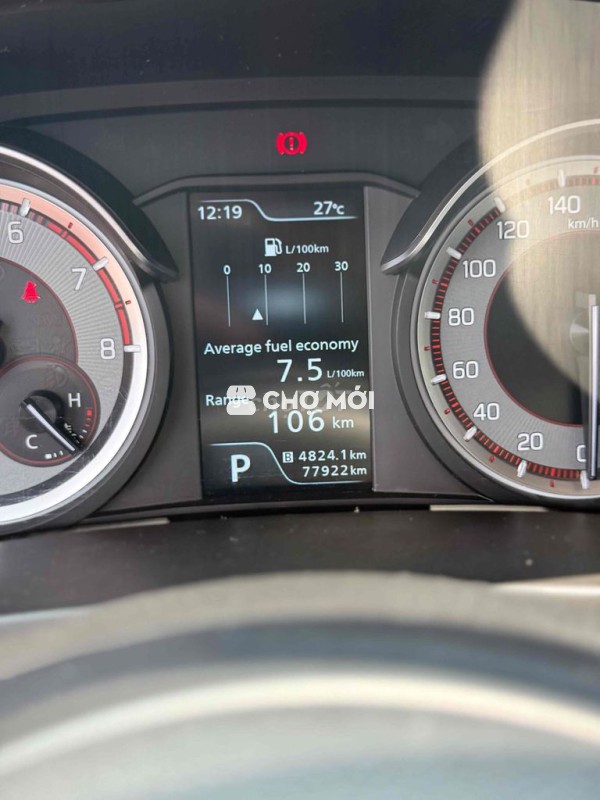 12:19 27°C
L/100km
0 10 20 30
Average fuel economy
7.5 L/100km
Range
CHỢ MỚI
106 km
P
B 4824.1 km
77922 km
6
7
8
H
C
140
km/h
120
100
80
60
40
20
0